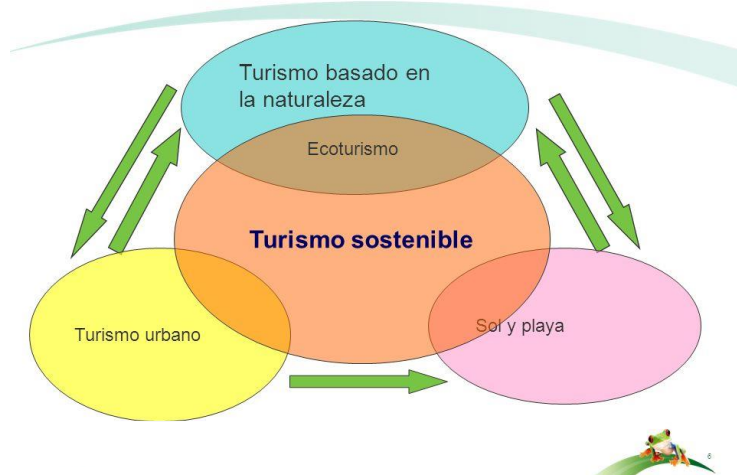 Turismo basado en
la naturaleza
Ecoturismo
Turismo sostenible
Turismo urbano
Sol y playa
6